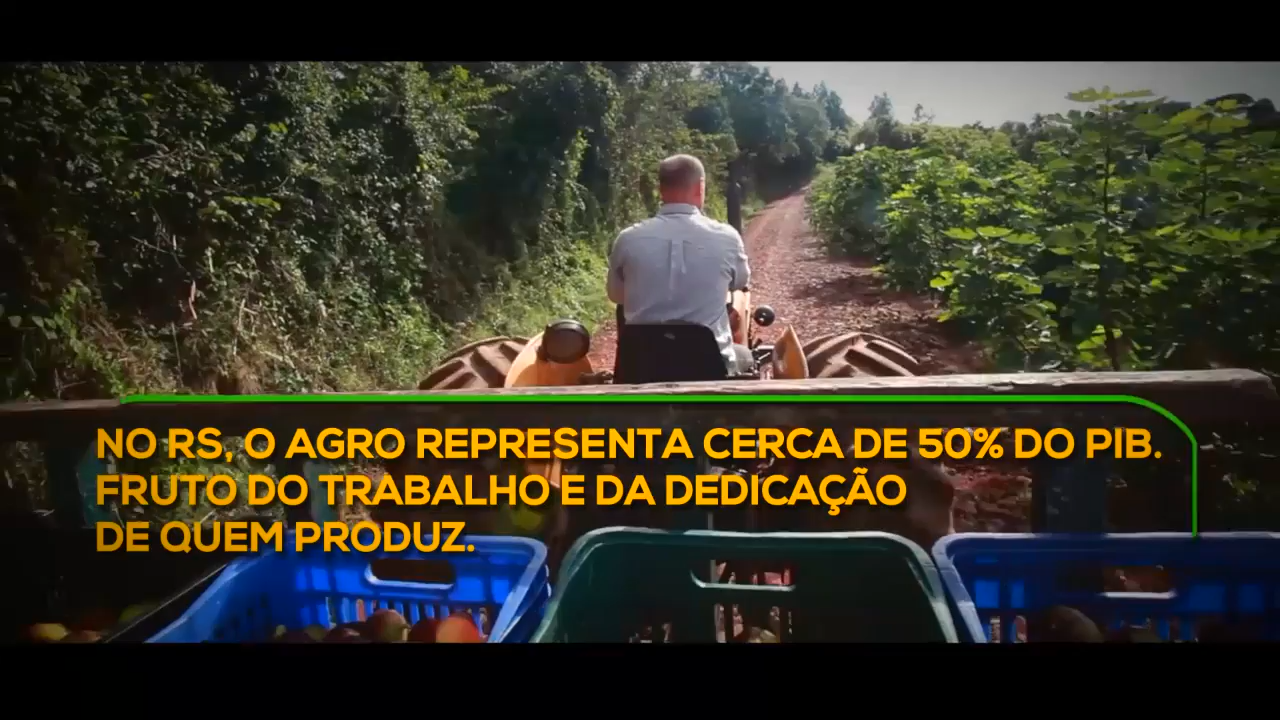 NO RS, O AGRO REPRESENTA CERCA DE 50% DO PIB.
FRUTO DO TRABALHO E DA DEDICAÇÃO
DE QUEM PRODUZ.